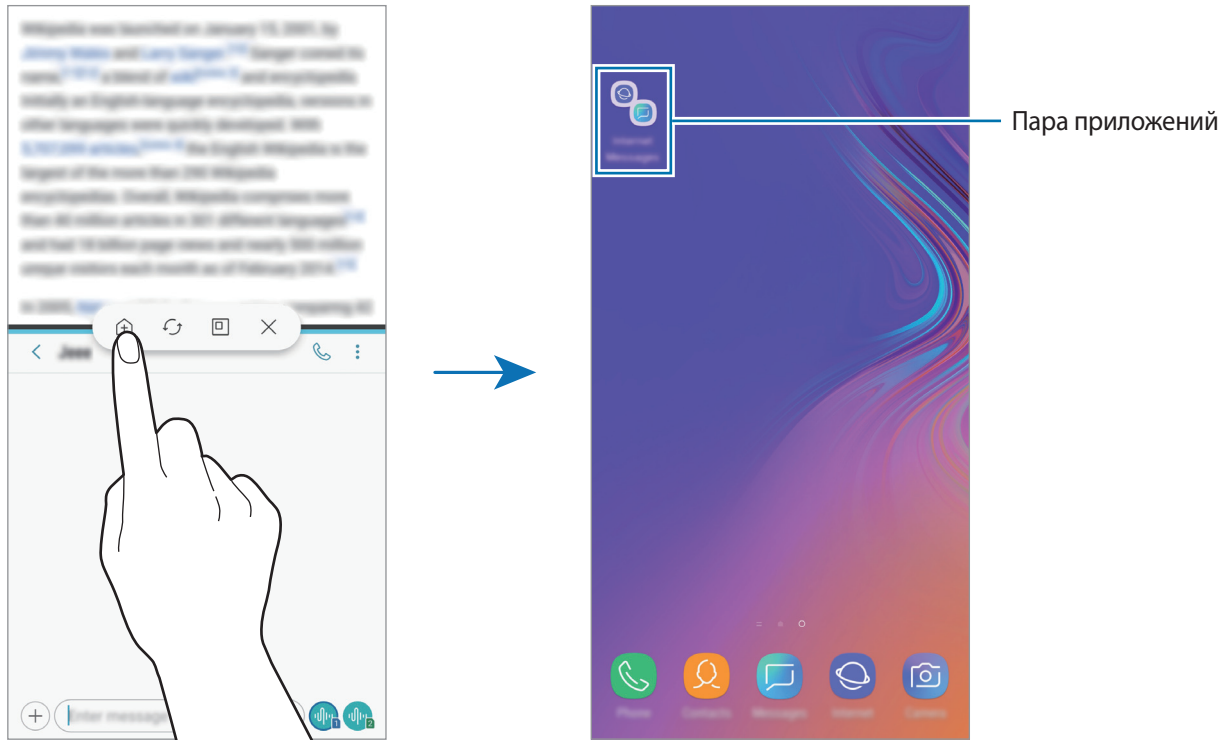 Wikipedia was launched on January 15, 2001, by
Jimmy Wales and Larry Sanger.
Sanger coined its
name, a blend of wiki and encyclopedia
initially an English-language encyclopedia, versions in
other languages were quickly developed. With
articles, the English Wikipedia is the
largest of the more than 290 Wikipedia
encyclopedias. Overall, Wikipedia comprises more
than 40 million articles in 301 different languages
and had 18 billion page views and nearly 500 million
unique visitors each month as of February 2014.
Enter message
1
2
Internet
Messages
Пара приложений
Phone
Contacts
Messages
Internet
Camera